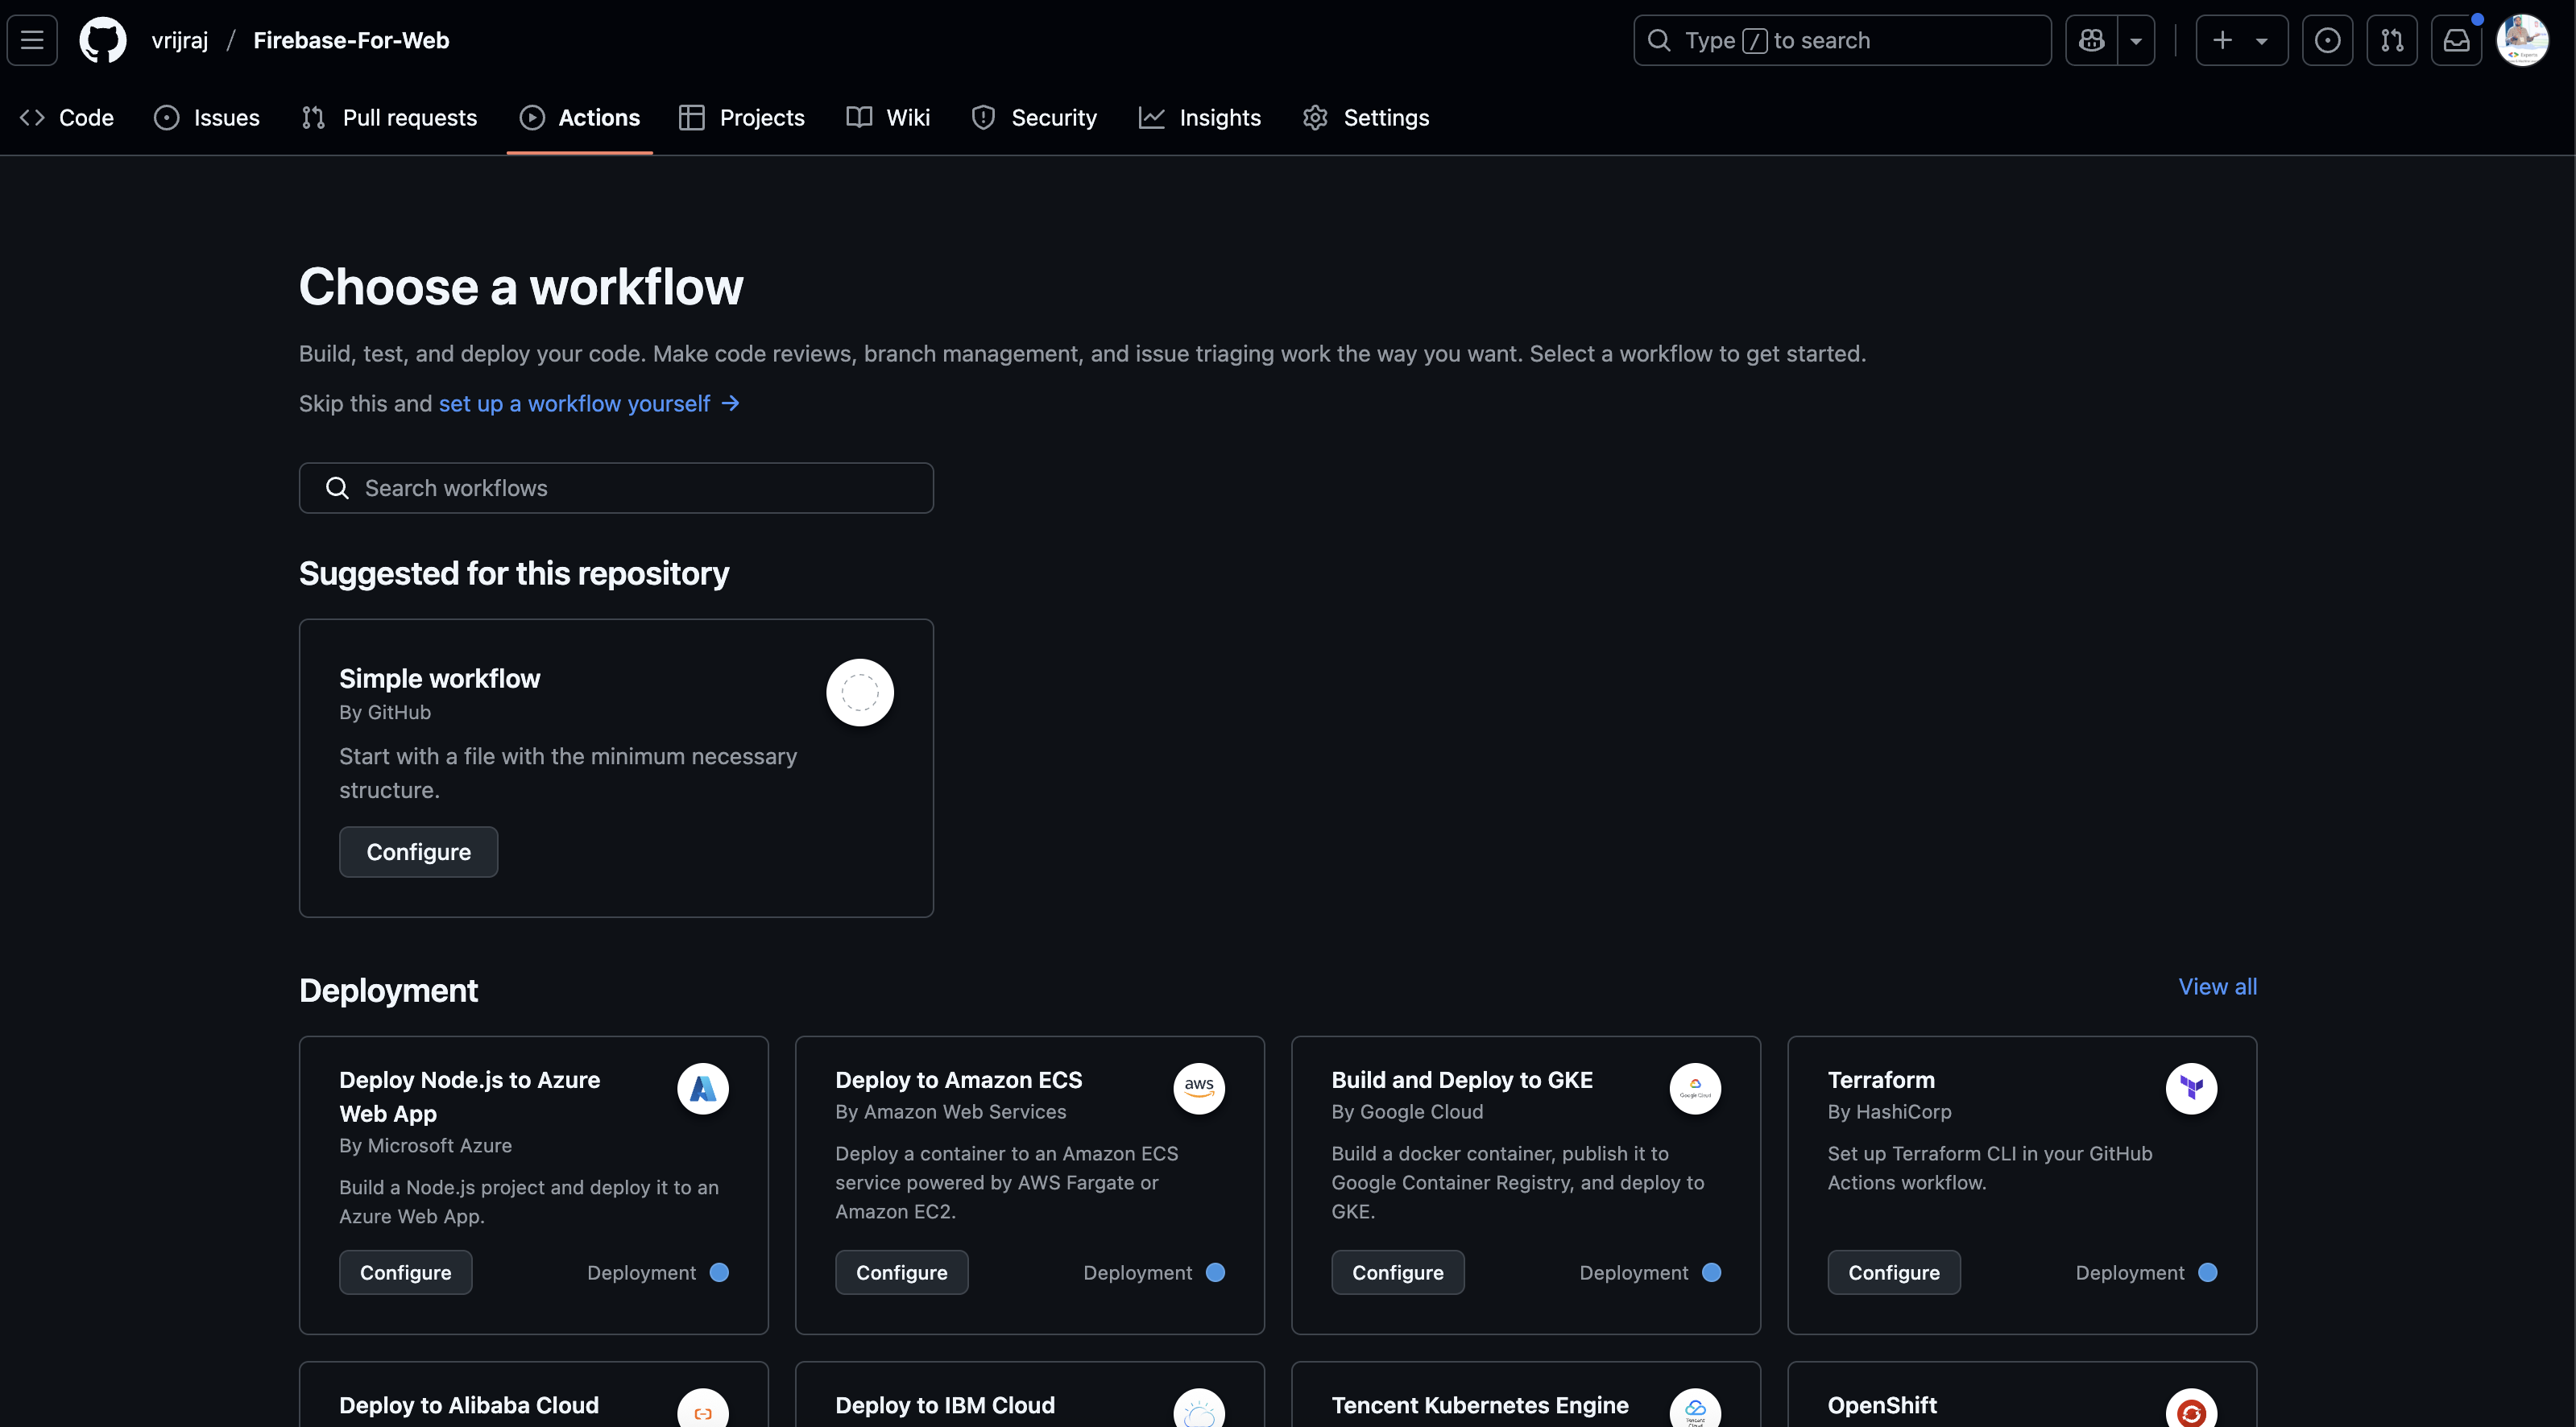 vrijraj / Firebase-For-Web
Type / to search
Code Issues Pull requests Actions Projects Wiki Security Insights Settings
Choose a workflow
Build, test, and deploy your code. Make code reviews, branch management, and issue triaging work the way you want. Select a workflow to get started.
Skip this and set up a workflow yourself →
Search workflows
Suggested for this repository
Simple workflow
By GitHub
Start with a file with the minimum necessary
structure.
Configure
Deployment
View all
Deploy Node.js to Azure
Web App
By Microsoft Azure
Build a Node.js project and deploy it to an
Azure Web App.
Configure
Deployment
Deploy to Amazon ECS
aws
By Amazon Web Services
Deploy a container to an Amazon ECS
service powered by AWS Fargate or
Amazon EC2.
Configure
Deployment
Build and Deploy to GKE
Google Cloud
By Google Cloud
Build a docker container, publish it to
Google Container Registry, and deploy to
GKE.
Configure
Deployment
Terraform
By HashiCorp
Set up Terraform CLI in your GitHub
Actions workflow.
Configure
Deployment
Deploy to Alibaba Cloud
Deploy to IBM Cloud
Tencent Kubernetes Engine
Tencent
Cloud
OpenShift